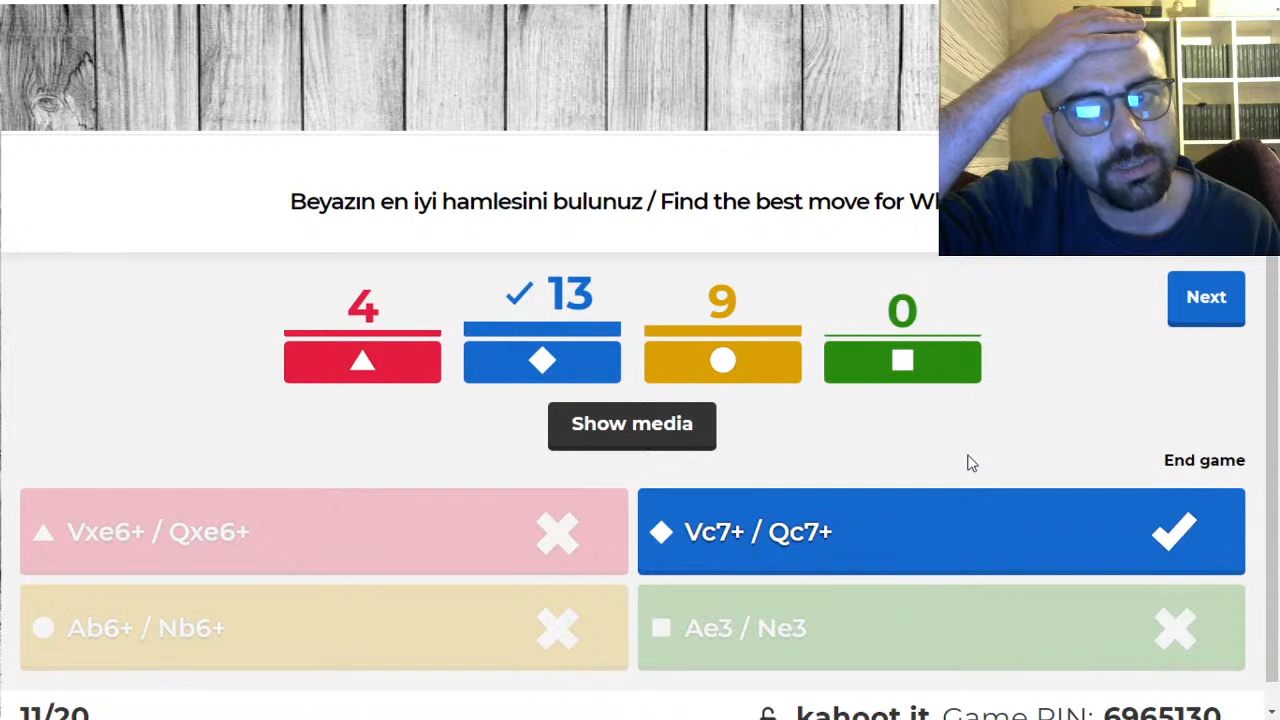 Beyazın en iyi hamlesini bulunuz / Find the best move for
4
13
9
0
Next
Show media
End game
Vxe6+ / Qxe6+
Vc7+ / Qc7+
Ab6+ / Nb6+
Ae3 / Ne3
11/20
kahoot.it Game PIN: 6965130